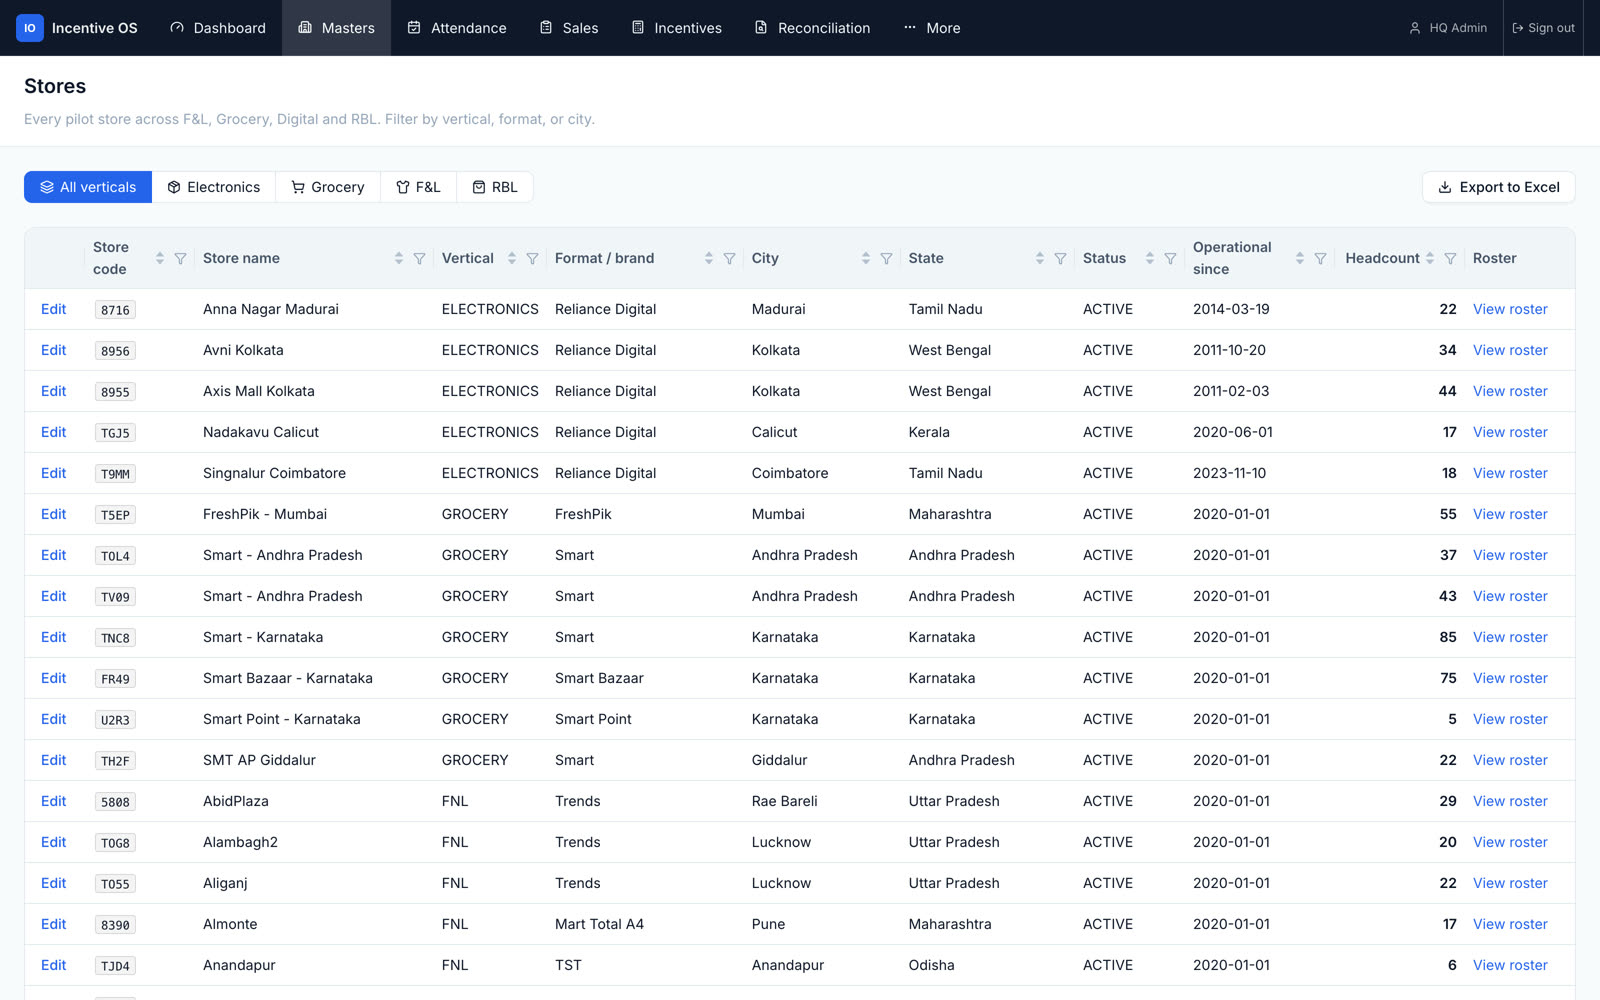 IO Incentive OS Dashboard Masters Attendance Sales Incentives Reconciliation More HQ Admin Sign out
Stores
Every pilot store across F&L, Grocery, Digital and RBL. Filter by vertical, format, or city.
All verticals Electronics Grocery F&L RBL Export to Excel
Store code Store name Vertical Format / brand City State Status Operational since Headcount Roster
Edit 8716 Anna Nagar Madurai ELECTRONICS Reliance Digital Madurai Tamil Nadu ACTIVE 2014-03-19 22 View roster
Edit 8956 Avni Kolkata ELECTRONICS Reliance Digital Kolkata West Bengal ACTIVE 2011-10-20 34 View roster
Edit 8955 Axis Mall Kolkata ELECTRONICS Reliance Digital Kolkata West Bengal ACTIVE 2011-02-03 44 View roster
Edit TGJ5 Nadakavu Calicut ELECTRONICS Reliance Digital Calicut Kerala ACTIVE 2020-06-01 17 View roster
Edit T9MM Singnalur Coimbatore ELECTRONICS Reliance Digital Coimbatore Tamil Nadu ACTIVE 2023-11-10 18 View roster
Edit T5EP FreshPik - Mumbai GROCERY FreshPik Mumbai Maharashtra ACTIVE 2020-01-01 55 View roster
Edit TOL4 Smart - Andhra Pradesh GROCERY Smart Andhra Pradesh Andhra Pradesh ACTIVE 2020-01-01 37 View roster
Edit TV09 Smart - Andhra Pradesh GROCERY Smart Andhra Pradesh Andhra Pradesh ACTIVE 2020-01-01 43 View roster
Edit TNC8 Smart - Karnataka GROCERY Smart Karnataka Karnataka ACTIVE 2020-01-01 85 View roster
Edit FR49 Smart Bazaar - Karnataka GROCERY Smart Bazaar Karnataka Karnataka ACTIVE 2020-01-01 75 View roster
Edit U2R3 Smart Point - Karnataka GROCERY Smart Point Karnataka Karnataka ACTIVE 2020-01-01 5 View roster
Edit TH2F SMT AP Giddalur GROCERY Smart Giddalur Andhra Pradesh ACTIVE 2020-01-01 22 View roster
Edit 5808 AbidPlaza FNL Trends Rae Bareli Uttar Pradesh ACTIVE 2020-01-01 29 View roster
Edit TOG8 Alambagh2 FNL Trends Lucknow Uttar Pradesh ACTIVE 2020-01-01 20 View roster
Edit TO55 Aliganj FNL Trends Lucknow Uttar Pradesh ACTIVE 2020-01-01 22 View roster
Edit 8390 Almonte FNL Mart Total A4 Pune Maharashtra ACTIVE 2020-01-01 17 View roster
Edit TJD4 Anandapur FNL TST Anandapur Odisha ACTIVE 2020-01-01 6 View roster